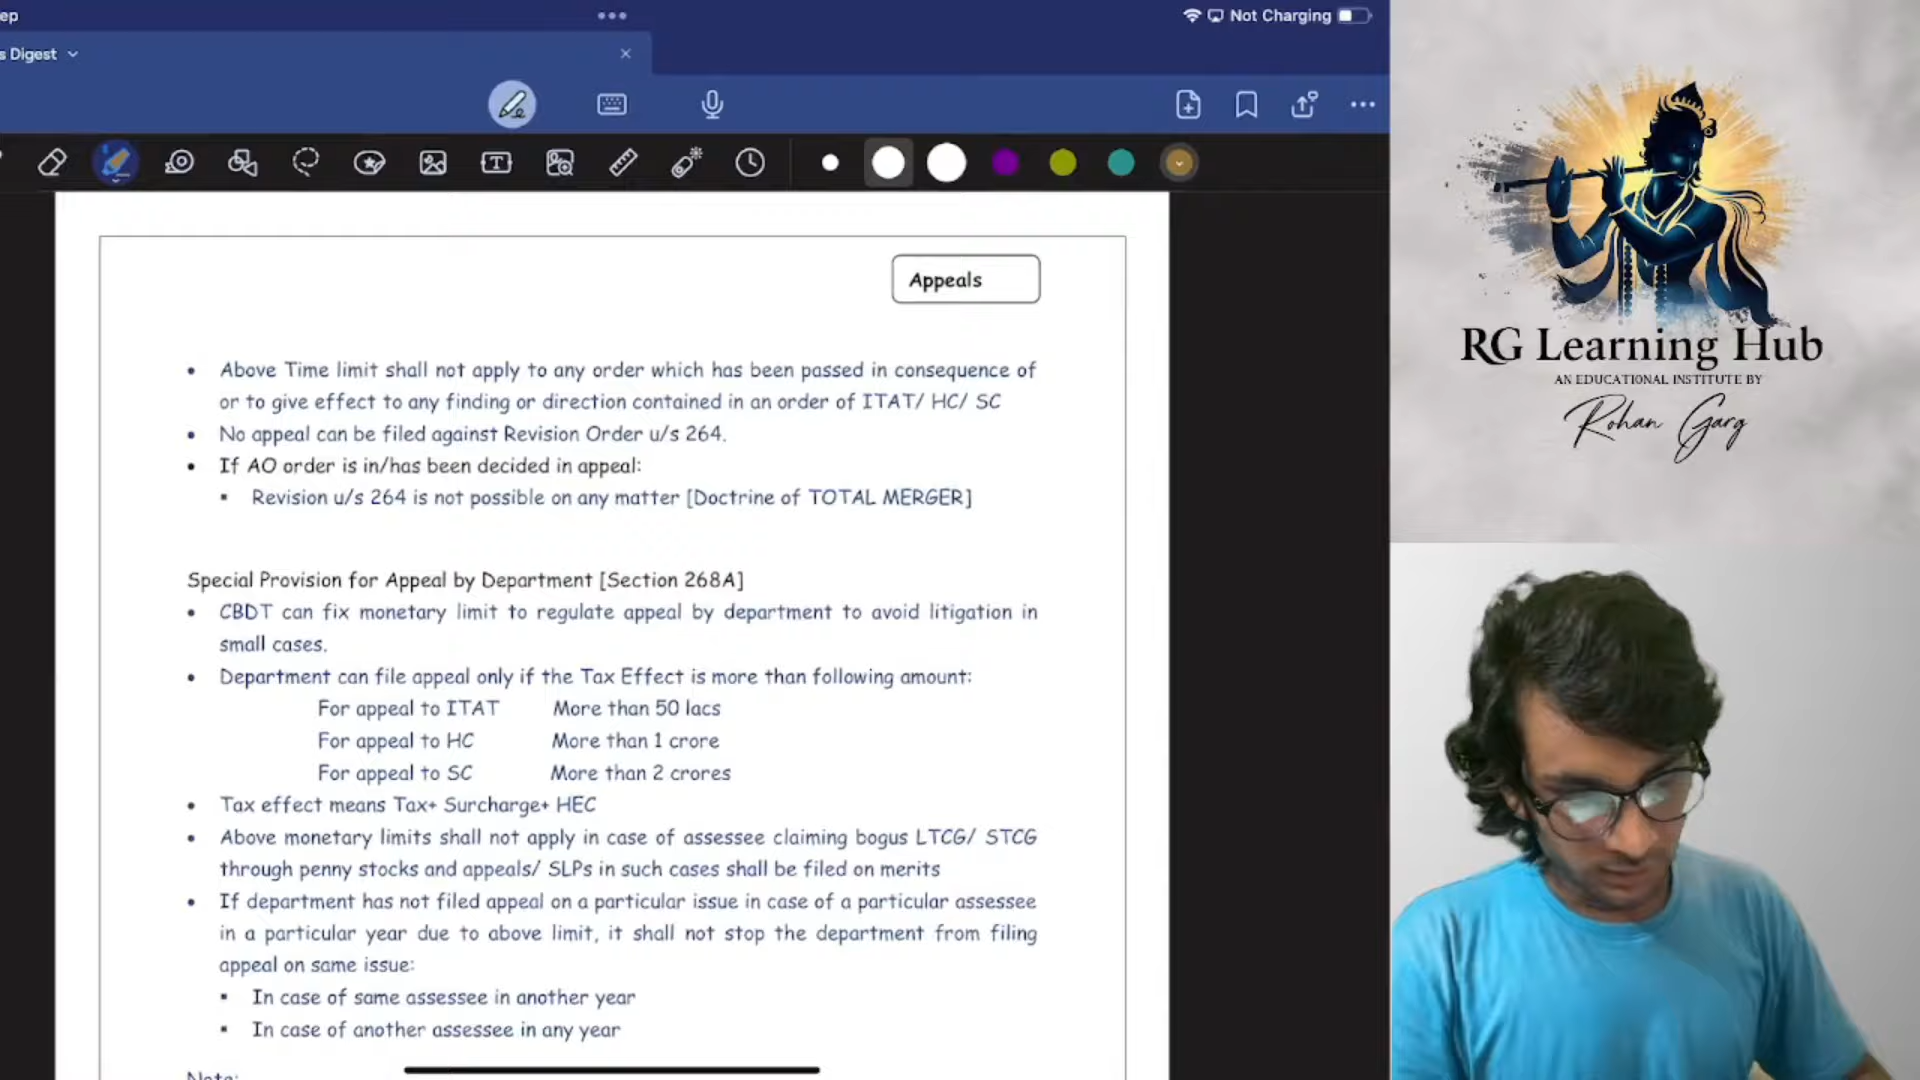 ep
Not Charging
s Digest
Appeals
• Above Time limit shall not apply to any order which has been passed in consequence of
or to give effect to any finding or direction contained in an order of ITAT/ HC/ SC
• No appeal can be filed against Revision Order u/s 264.
• If AO order is in/has been decided in appeal:
▪ Revision u/s 264 is not possible on any matter [Doctrine of TOTAL MERGER]
Special Provision for Appeal by Department [Section 268A]
• CBDT can fix monetary limit to regulate appeal by department to avoid litigation in
small cases.
• Department can file appeal only if the Tax Effect is more than following amount:
For appeal to ITAT More than 50 lacs
For appeal to HC More than 1 crore
For appeal to SC More than 2 crores
• Tax effect means Tax+ Surcharge+ HEC
• Above monetary limits shall not apply in case of assessee claiming bogus LTCG/ STCG
through penny stocks and appeals/ SLPs in such cases shall be filed on merits
• If department has not filed appeal on a particular issue in case of a particular assessee
in a particular year due to above limit, it shall not stop the department from filing
appeal on same issue:
▪ In case of same assessee in another year
▪ In case of another assessee in any year
Note:
RG Learning Hub
AN EDUCATIONAL INSTITUTE BY
Rohan Garg